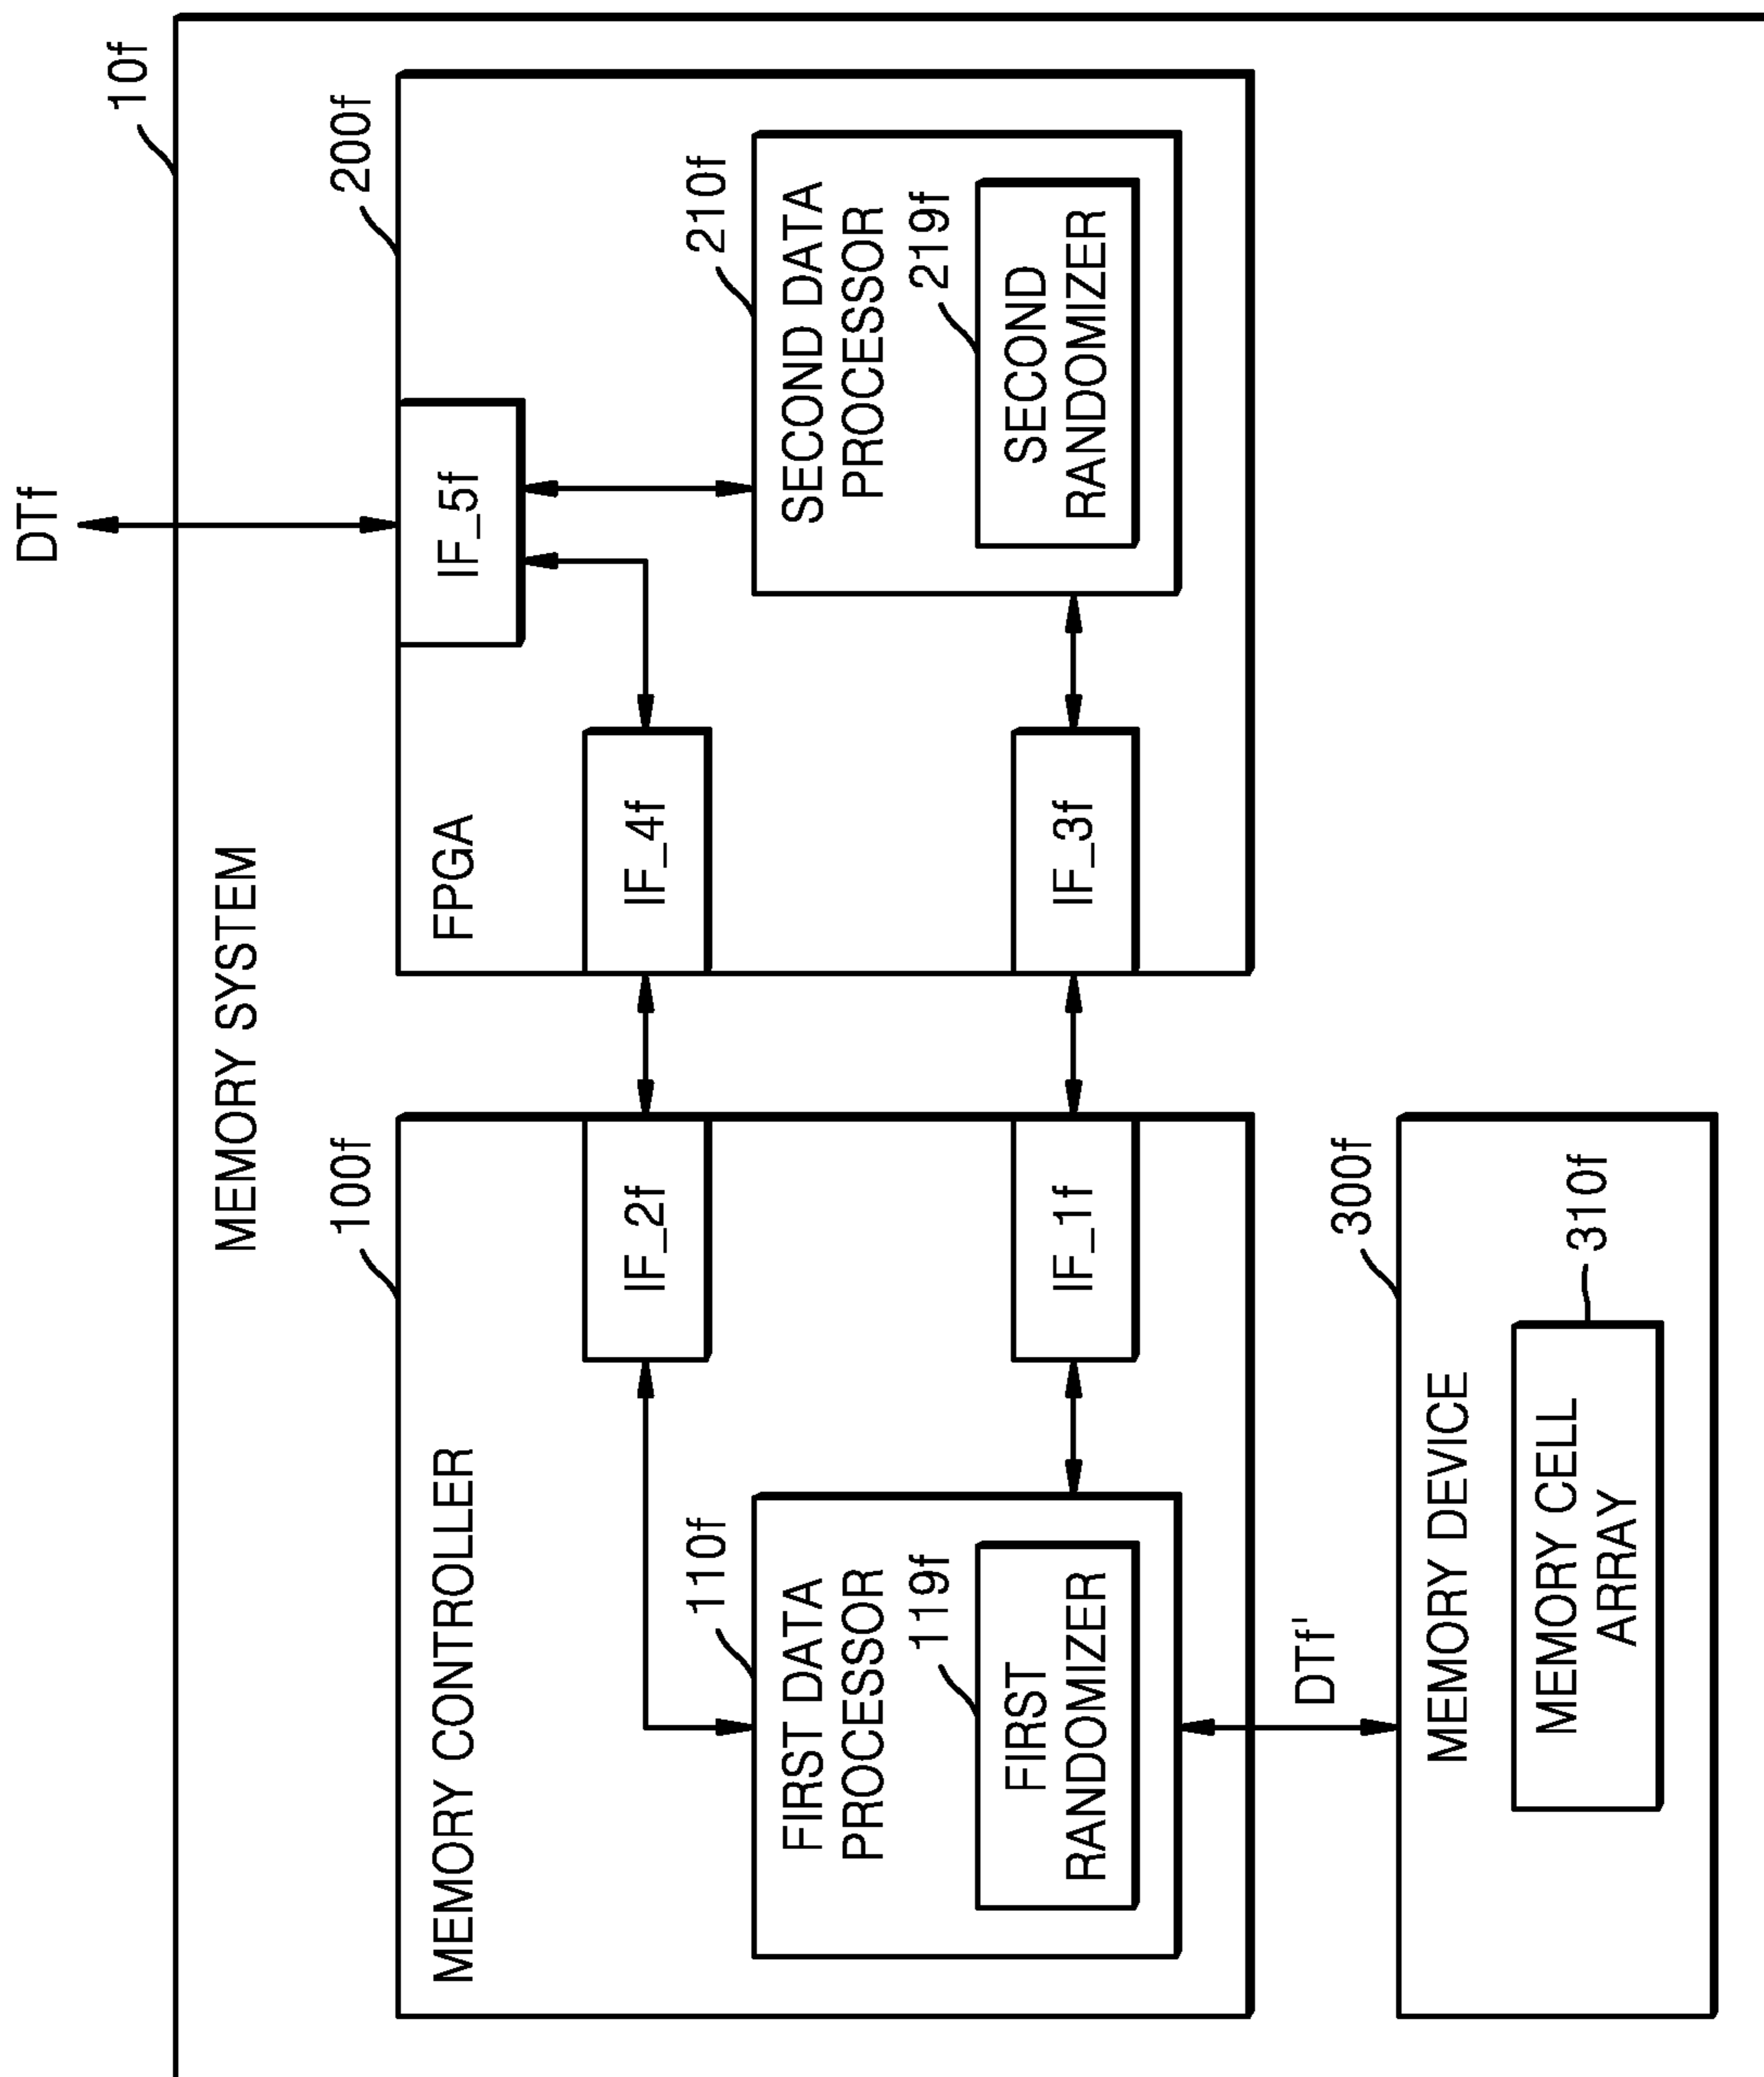 10f
MEMORY SYSTEM
100f
MEMORY CONTROLLER
IF_2f
110f
FIRST DATA
PROCESSOR
119f
FIRST
RANDOMIZER
IF_1f
200f
FPGA
IF_5f
DTf
IF_4f
210f
SECOND DATA
PROCESSOR
219f
SECOND
RANDOMIZER
IF_3f
DTf'
300f
MEMORY DEVICE
310f
MEMORY CELL
ARRAY